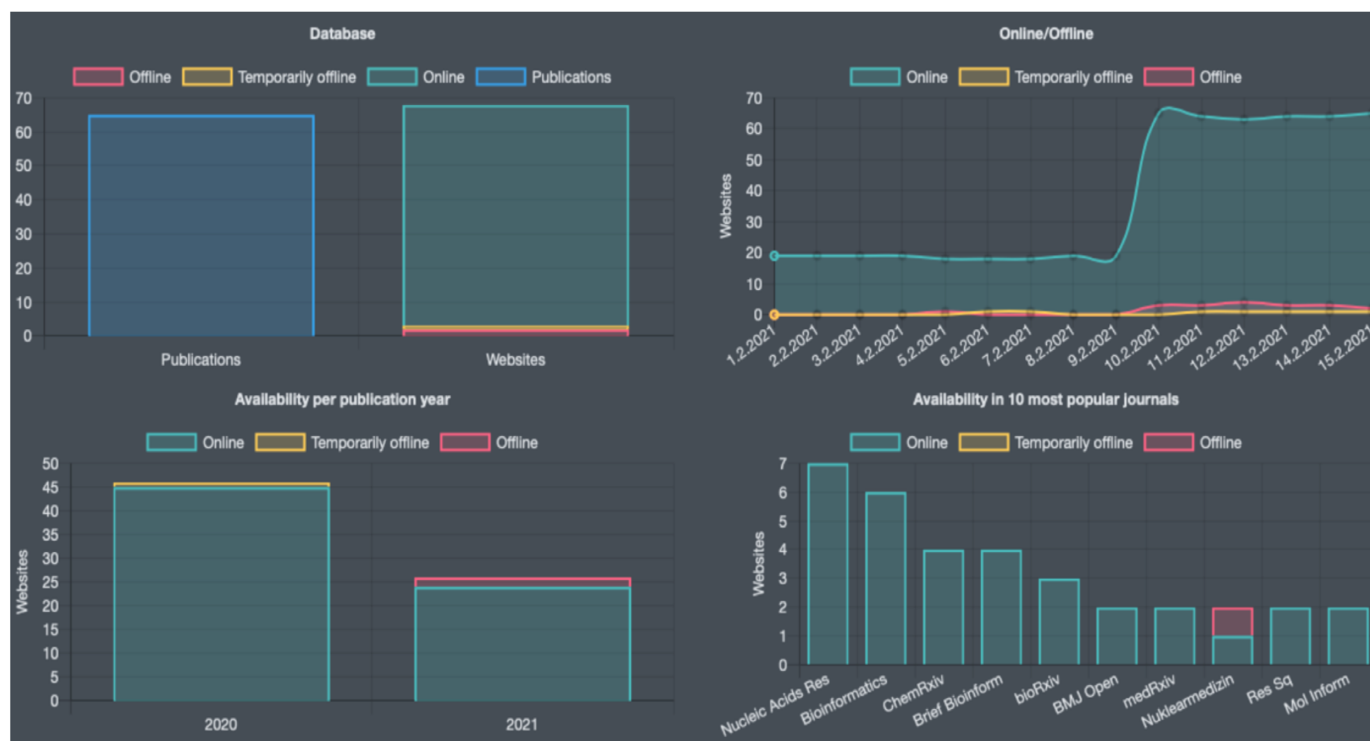 Database
Offline Temporarily offline Online Publications
70
60
50
40
30
20
10
0
Publications Websites
Online/Offline
Online Temporarily offline Offline
Websites
70
60
50
40
30
20
10
0
1.2.2021 2.2.2021 3.2.2021 4.2.2021 5.2.2021 6.2.2021 7.2.2021 8.2.2021 9.2.2021 10.2.2021 11.2.2021 12.2.2021 13.2.2021 14.2.2021 15.2.2021
Availability per publication year
Online Temporarily offline Offline
Websites
50
45
40
35
30
25
20
15
10
5
0
2020 2021
Availability in 10 most popular journals
Online Temporarily offline Offline
Websites
7
6
5
4
3
2
1
0
Nucleic Acids Res Bioinformatics ChemRxiv Brief Bioinform bioRxiv BMJ Open medRxiv Nuklearmedizin Res Sq Mol Inform